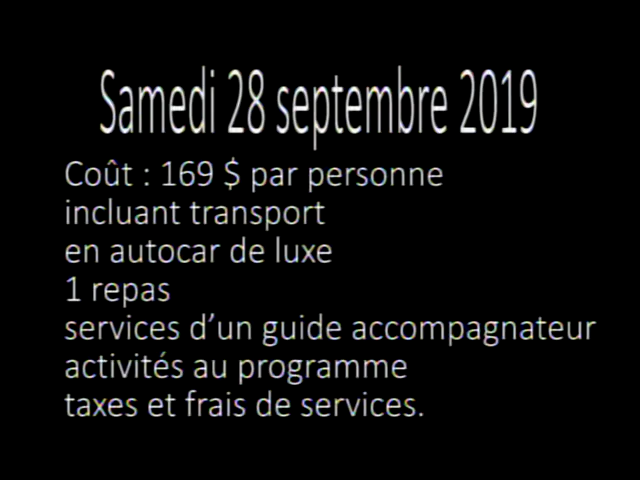 Samedi 28 septembre 2019
Coût : 169 $ par personne
incluant transport
en autocar de luxe
1 repas
services d’un guide accompagnateur
activités au programme
taxes et frais de services.